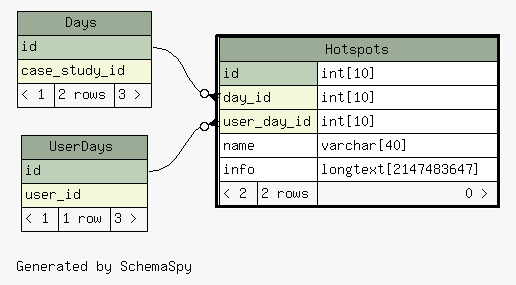 Days
id
case_study_id
< 1 2 rows 3 >
UserDays
id
user_id
< 1 1 row 3 >
Hotspots
id int[10]
day_id int[10]
user_day_id int[10]
name varchar[40]
info longtext[2147483647]
< 2 2 rows 0 >
Generated by SchemaSpy